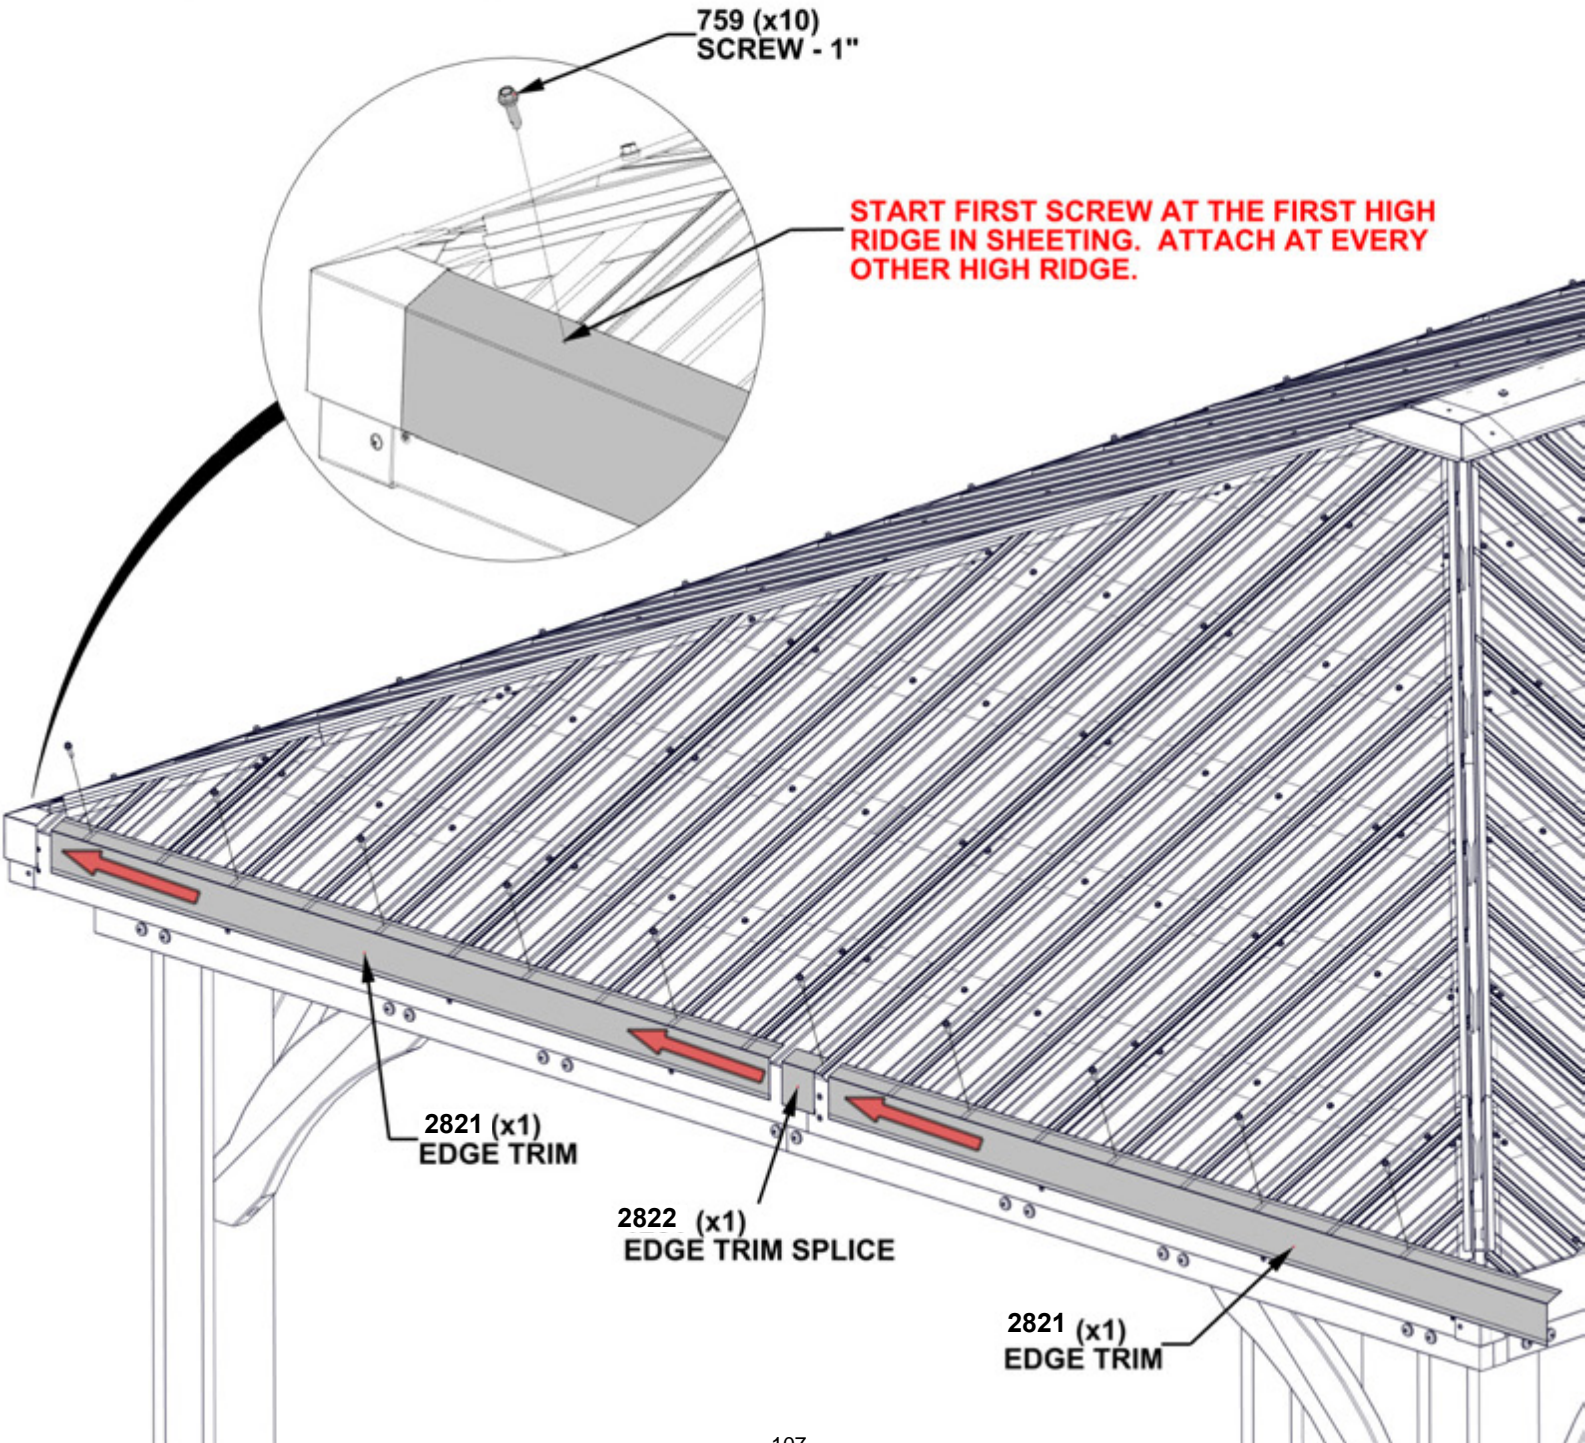 759 (x10)
SCREW - 1"
START FIRST SCREW AT THE FIRST HIGH
RIDGE IN SHEETING. ATTACH AT EVERY
OTHER HIGH RIDGE.
2821 (x1)
EDGE TRIM
2822 (x1)
EDGE TRIM SPLICE
2821 (x1)
EDGE TRIM
107